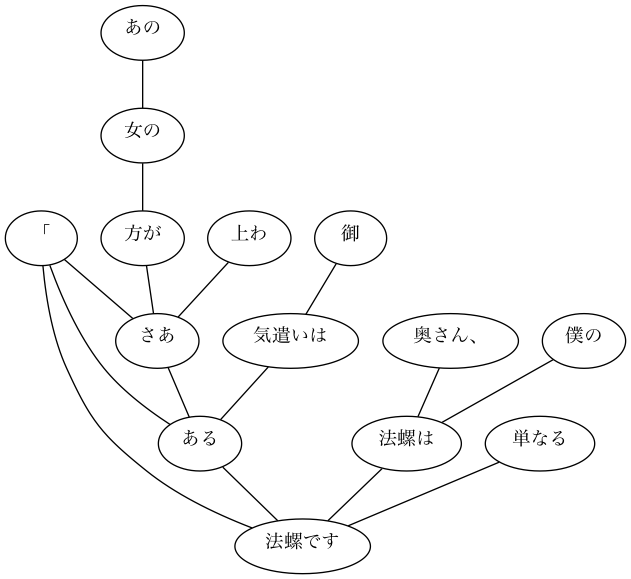 あの
女の
「
方が
上わ
御
さあ
気遣いは
奥さん、
僕の
ある
法螺は
単なる
法螺です